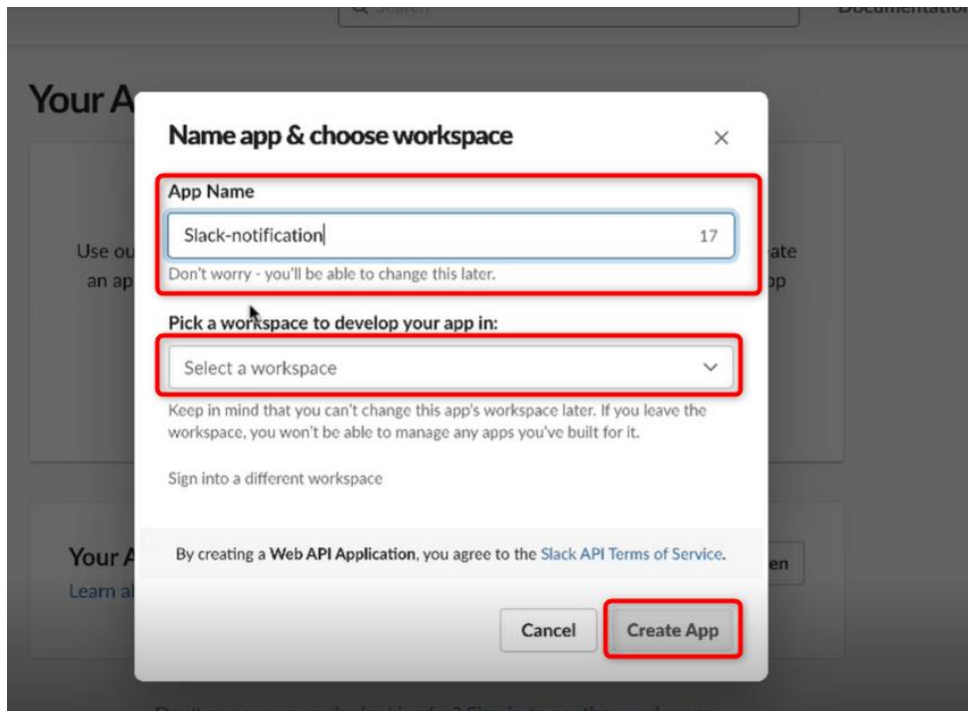 Search
Documentation
Your A
Name app & choose workspace
App Name
Slack-notification
17
Don't worry - you'll be able to change this later.
Use ou
an ap
ate
pp
Pick a workspace to develop your app in:
Select a workspace
Keep in mind that you can't change this app's workspace later. If you leave the
workspace, you won't be able to manage any apps you've built for it.
Sign into a different workspace
By creating a Web API Application, you agree to the Slack API Terms of Service.
Your A
Learn al
en
Cancel
Create App